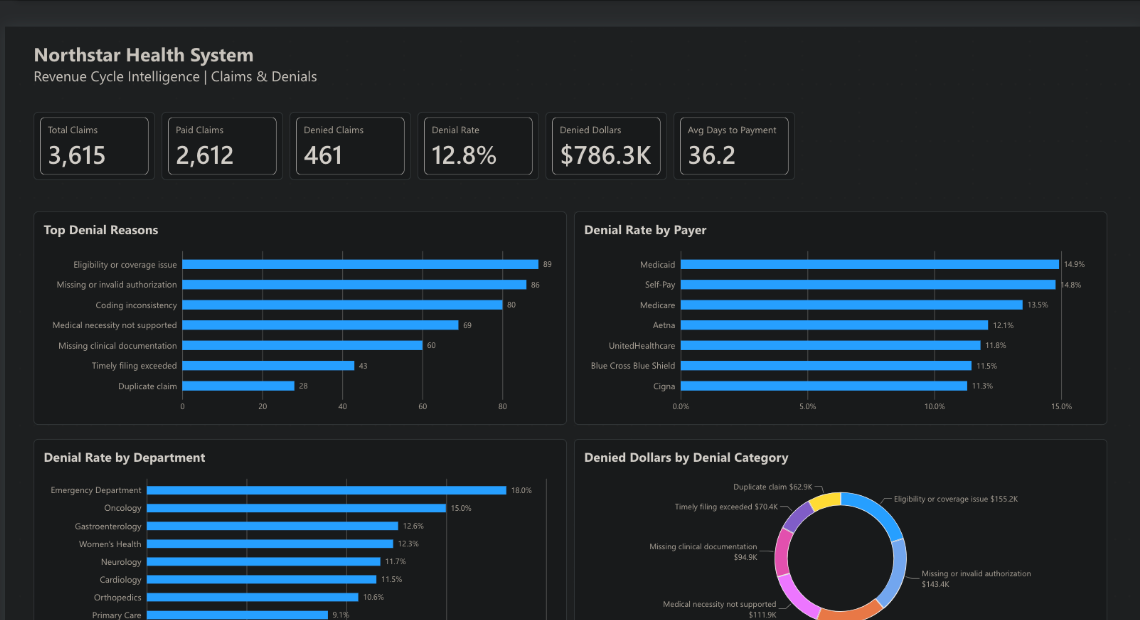 Northstar Health System
Revenue Cycle Intelligence | Claims & Denials
Total Claims
3,615
Paid Claims
2,612
Denied Claims
461
Denial Rate
12.8%
Denied Dollars
$786.3K
Avg Days to Payment
36.2
Top Denial Reasons
Eligibility or coverage issue 89
Missing or invalid authorization 86
Coding inconsistency 80
Medical necessity not supported 69
Missing clinical documentation 60
Timely filing exceeded 43
Duplicate claim 28
0 20 40 60 80
Denial Rate by Payer
Medicaid 14.9%
Self-Pay 14.8%
Medicare 13.5%
Aetna 12.1%
UnitedHealthcare 11.8%
Blue Cross Blue Shield 11.5%
Cigna 11.3%
0.0% 5.0% 10.0% 15.0%
Denial Rate by Department
Emergency Department 18.0%
Oncology 15.0%
Gastroenterology 12.6%
Women's Health 12.3%
Neurology 11.7%
Cardiology 11.5%
Orthopedics 10.6%
Primary Care 9.1%
Denied Dollars by Denial Category
Duplicate claim $62.9K
Eligibility or coverage issue $155.2K
Timely filing exceeded $70.4K
Missing clinical documentation
$94.9K
Missing or invalid authorization
$143.4K
Medical necessity not supported
$111.9K